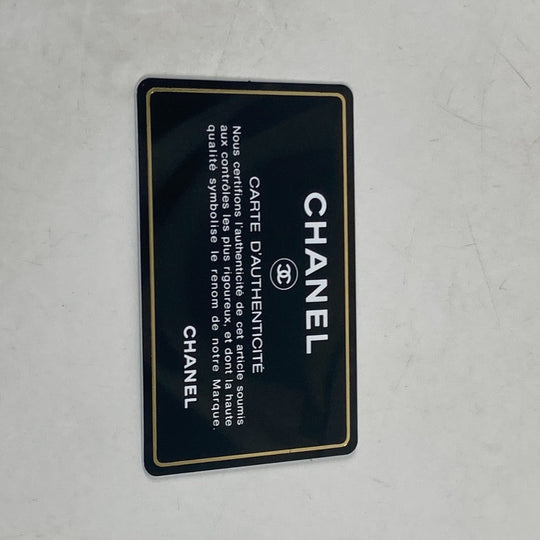 CHANEL
CARTE D'AUTHENTICITÉ
Nous certifions l'authenticité de cet article soumis
aux contrôles les plus rigoureux, et dont la haute
qualité symbolise le renom de notre Marque.
CHANEL